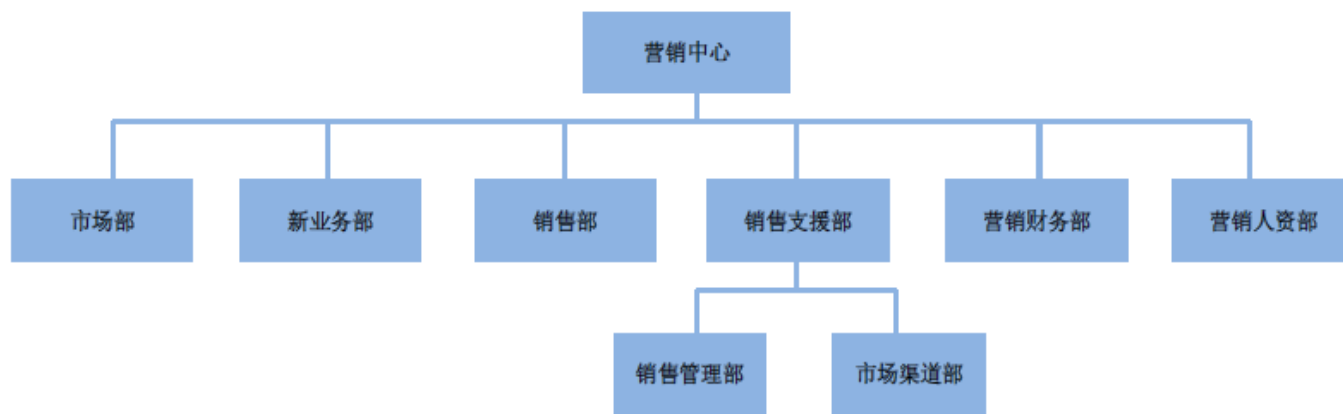 营销中心
市场部
新业务部
销售部
销售支援部
营销财务部
营销人资部
销售管理部
市场渠道部